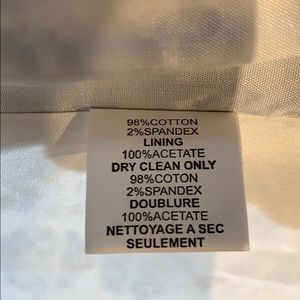 98%COTTON
2%SPANDEX
LINING
100%ACETATE
DRY CLEAN ONLY
98%COTON
2%SPANDEX
DOUBLURE
100%ACETATE
NETTOYAGE A SEC
SEULEMENT